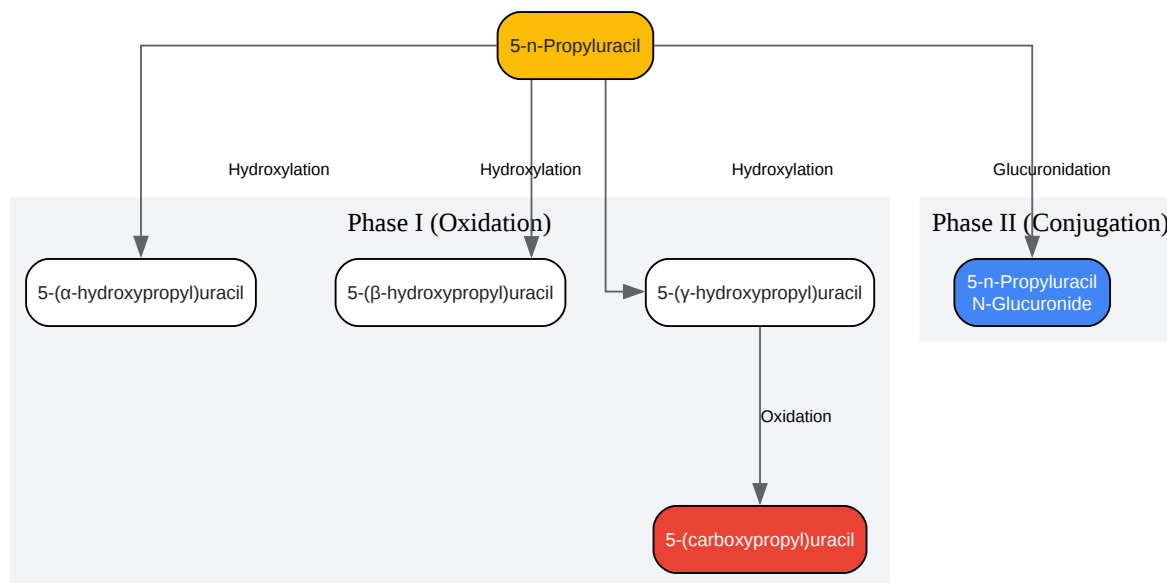 5-n-Propyluracil
Hydroxylation
Hydroxylation
Hydroxylation
Glucuronidation
Phase I (Oxidation)
Phase II (Conjugation)
5-(α-hydroxypropyl)uracil
5-(β-hydroxypropyl)uracil
5-(γ-hydroxypropyl)uracil
5-n-Propyluracil
N-Glucuronide
Oxidation
5-(carboxypropyl)uracil